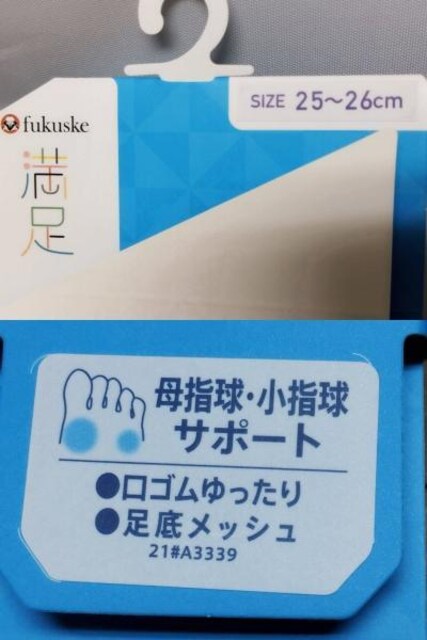 SIZE 25～26cm
fukuske
満足
母指球・小指球
サポート
●口ゴムゆったり
●足底メッシュ
21#A3339